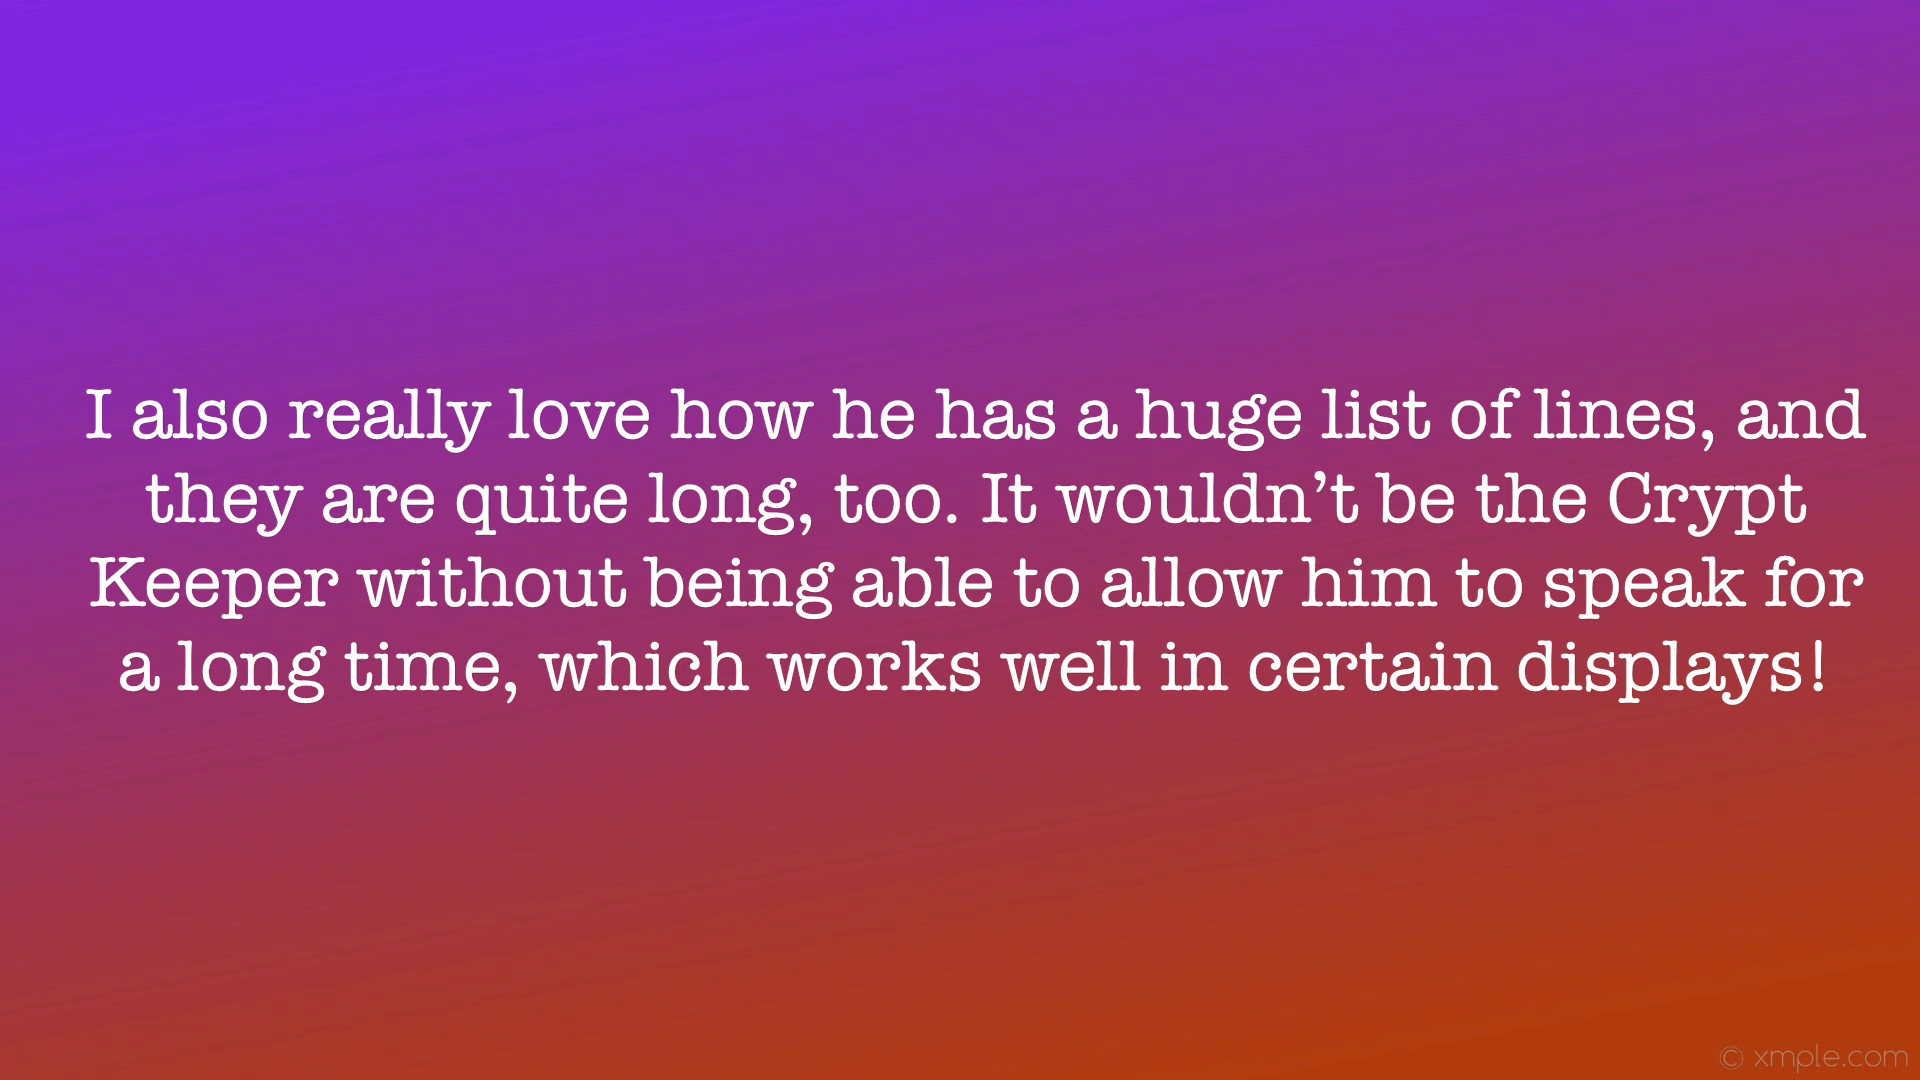 I also really love how he has a huge list of lines, and
they are quite long, too. It wouldn’t be the Crypt
Keeper without being able to allow him to speak for
a long time, which works well in certain displays!
© xmple.com